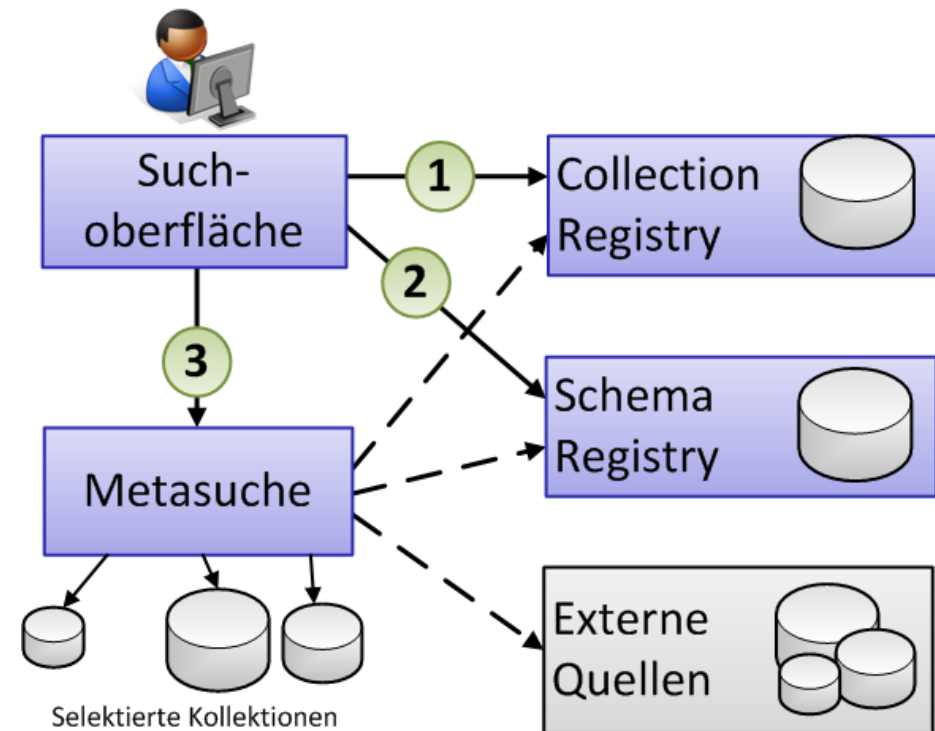 Such-
oberfläche
1
Collection
Registry
2
3
Schema
Registry
Metasuche
Externe
Quellen
Selektierte Kollektionen